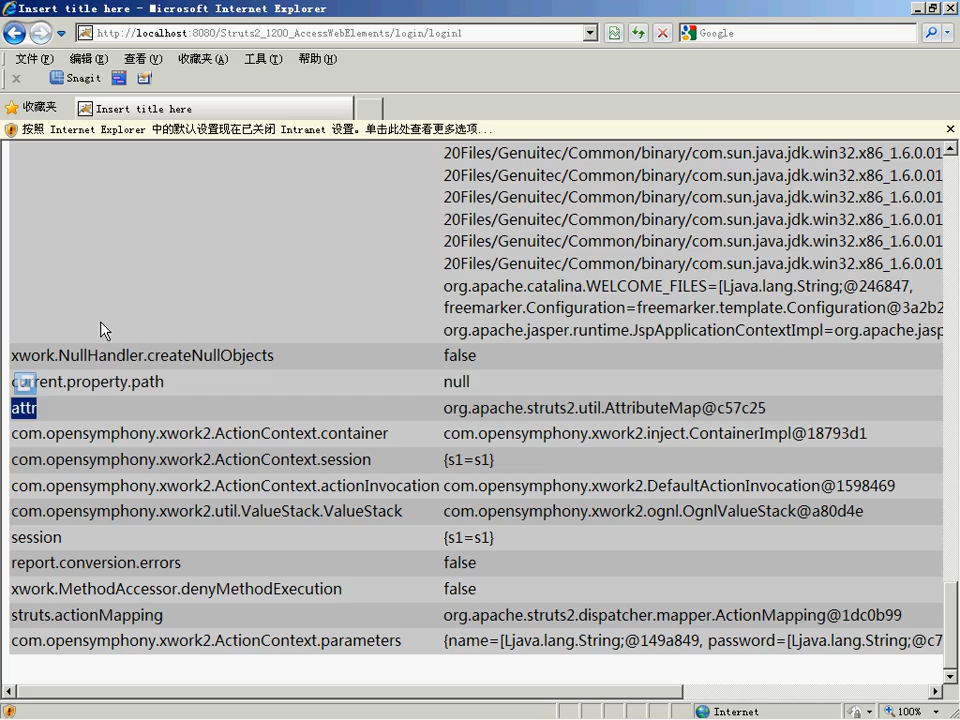 Insert title here - Microsoft Internet Explorer
http://localhost:8080/Struts2_1200_AccessWebElements/login/login1
Google
文件(F) 编辑(E) 查看(V) 收藏夹(A) 工具(T) 帮助(H)
x Snagit
收藏夹 Insert title here
按照 Internet Explorer 中的默认设置现在已关闭 Intranet 设置。单击此处查看更多选项...
20Files/Genuitec/Common/binary/com.sun.java.jdk.win32.x86_1.6.0.01
20Files/Genuitec/Common/binary/com.sun.java.jdk.win32.x86_1.6.0.01
20Files/Genuitec/Common/binary/com.sun.java.jdk.win32.x86_1.6.0.01
20Files/Genuitec/Common/binary/com.sun.java.jdk.win32.x86_1.6.0.01
20Files/Genuitec/Common/binary/com.sun.java.jdk.win32.x86_1.6.0.01
20Files/Genuitec/Common/binary/com.sun.java.jdk.win32.x86_1.6.0.01
org.apache.catalina.WELCOME_FILES=[Ljava.lang.String;@246847,
freemarker.Configuration=freemarker.template.Configuration@3a2b2
org.apache.jasper.runtime.JspApplicationContextImpl=org.apache.jasp
xwork.NullHandler.createNullObjects false
current.property.path null
attr org.apache.struts2.util.AttributeMap@c57c25
com.opensymphony.xwork2.ActionContext.container com.opensymphony.xwork2.inject.ContainerImpl@18793d1
com.opensymphony.xwork2.ActionContext.session {s1=s1}
com.opensymphony.xwork2.ActionContext.actionInvocation com.opensymphony.xwork2.DefaultActionInvocation@1598469
com.opensymphony.xwork2.util.ValueStack.ValueStack com.opensymphony.xwork2.ognl.OgnlValueStack@a80d4e
session {s1=s1}
report.conversion.errors false
xwork.MethodAccessor.denyMethodExecution false
struts.actionMapping org.apache.struts2.dispatcher.mapper.ActionMapping@1dc0b99
com.opensymphony.xwork2.ActionContext.parameters {name=[Ljava.lang.String;@149a849, password=[Ljava.lang.String;@c7
Internet 100%